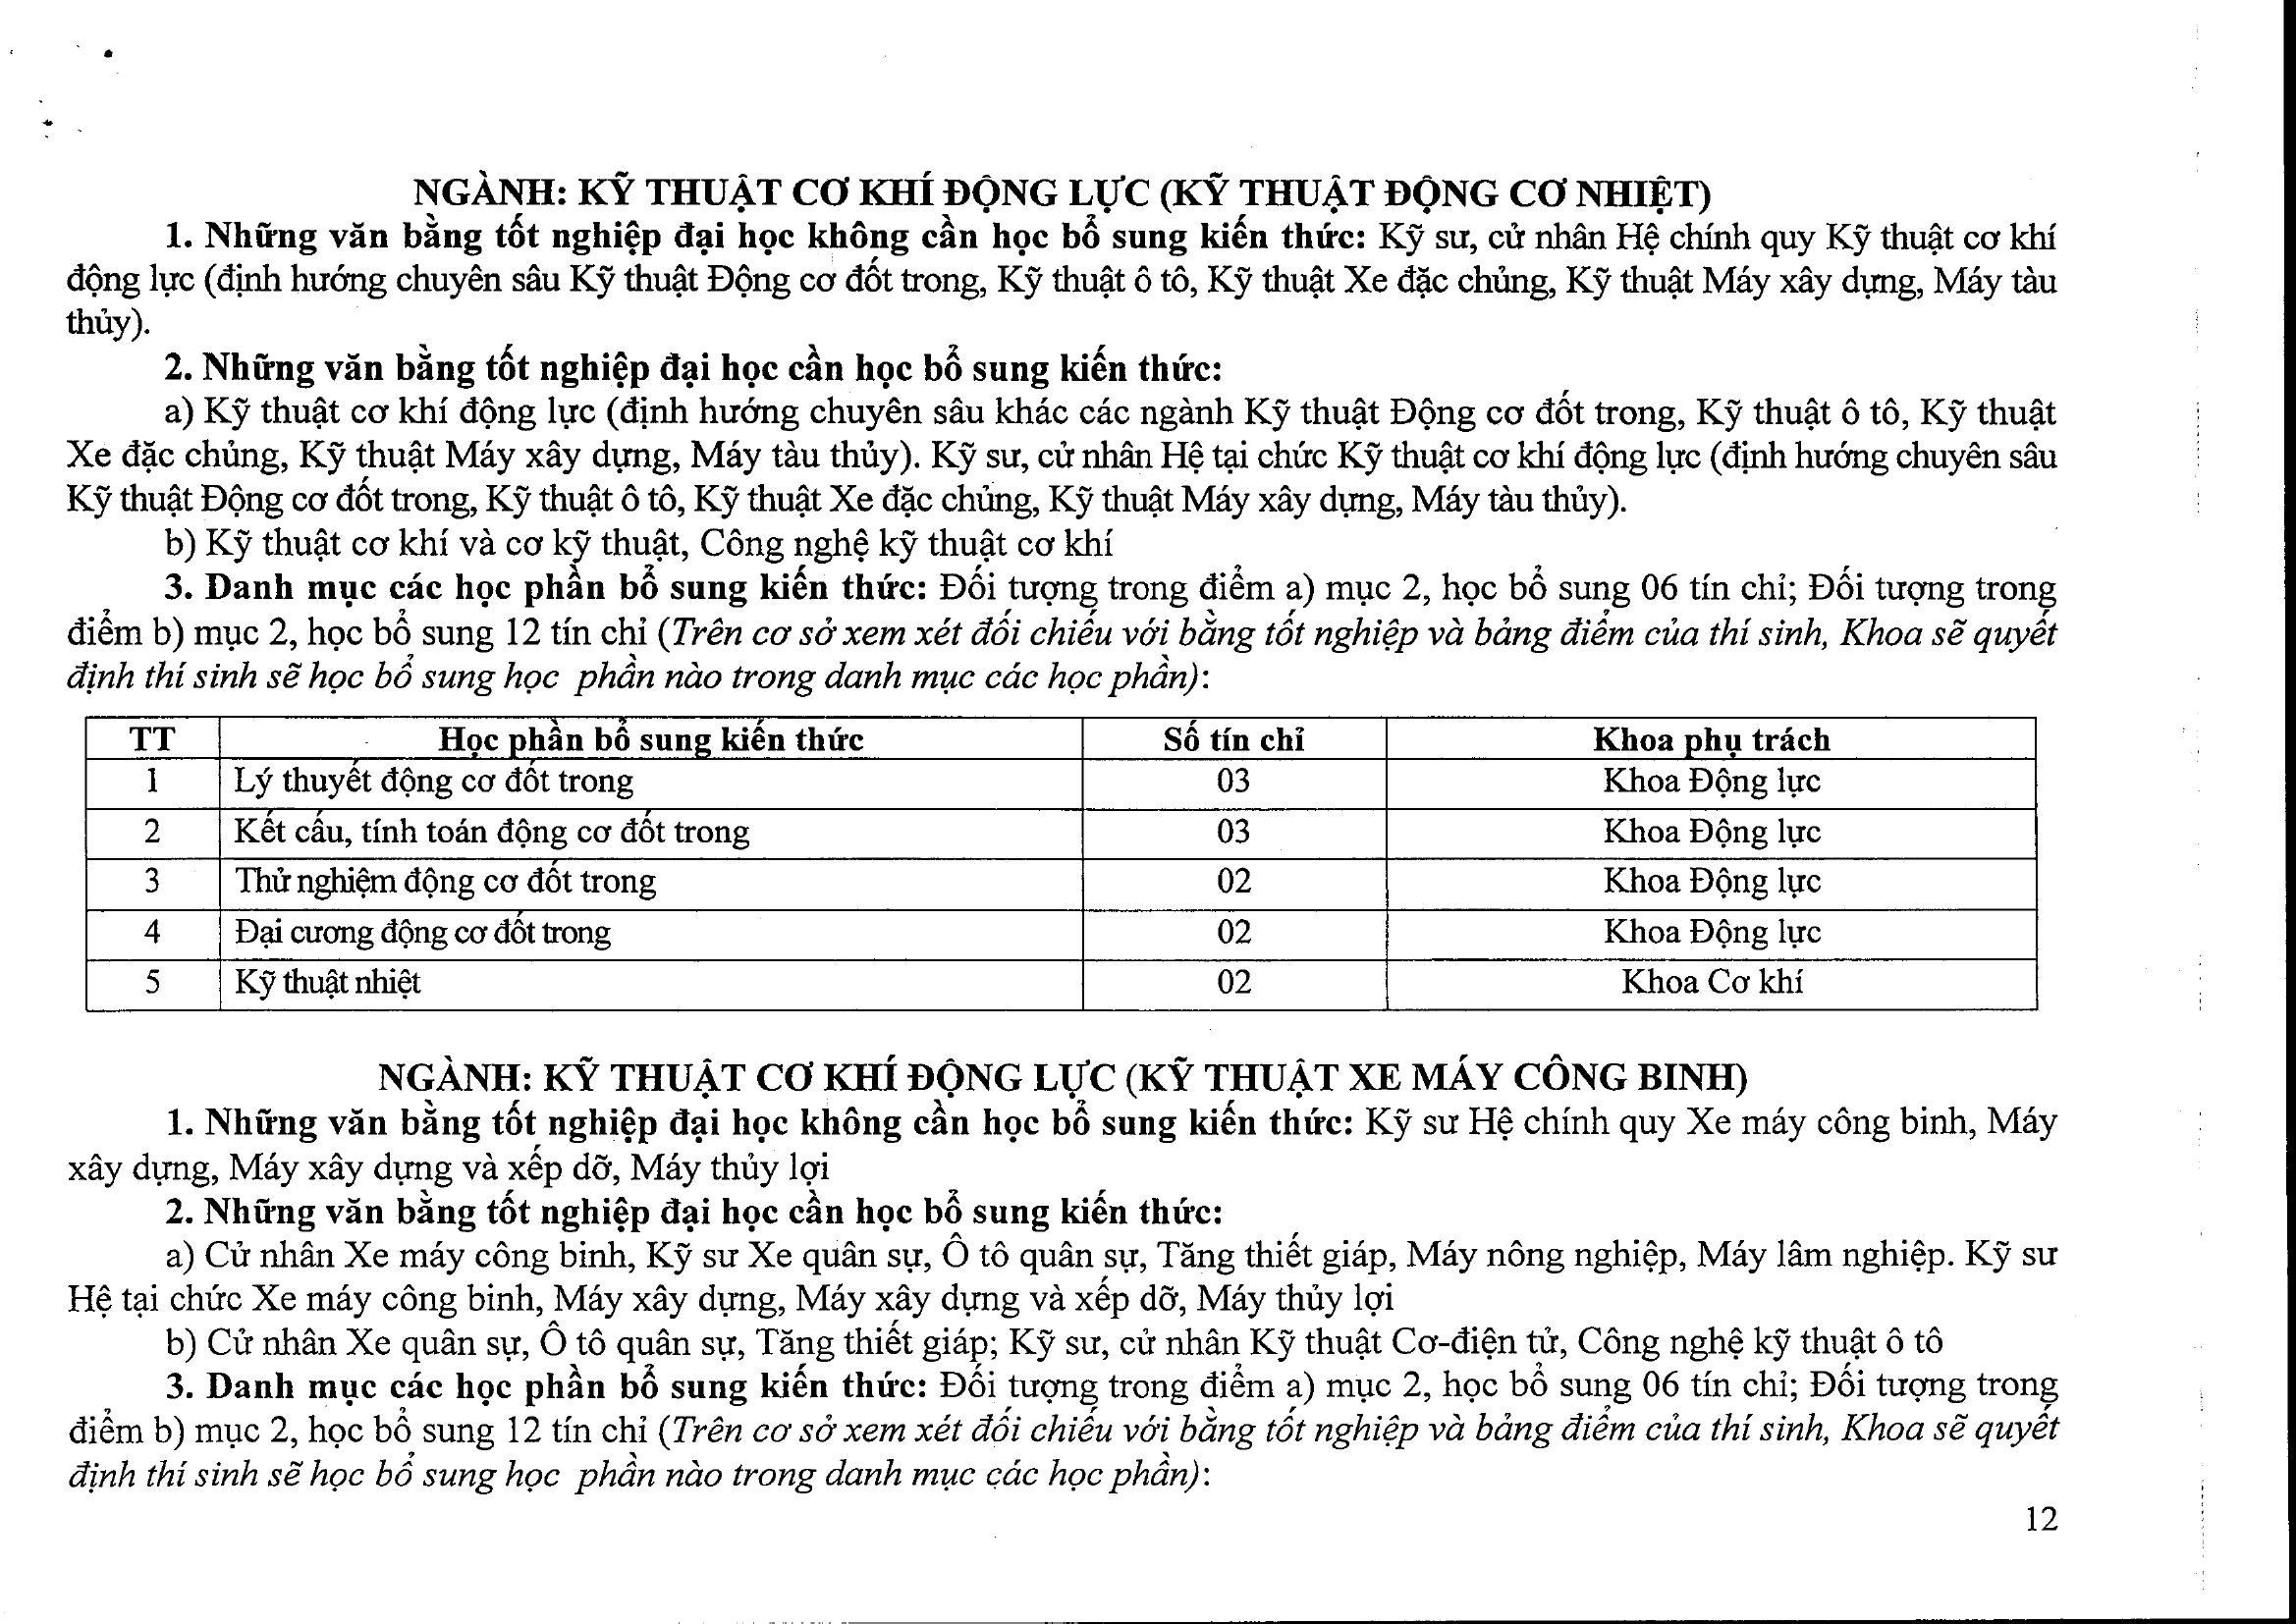 NGÀNH: KỸ THUẬT CƠ KHÍ ĐỘNG LỰC (KỸ THUẬT ĐỘNG CƠ NHIỆT)
1. Những văn bằng tốt nghiệp đại học không cần học bổ sung kiến thức: Kỹ sư, cử nhân Hệ chính quy Kỹ thuật cơ khí
động lực (định hướng chuyên sâu Kỹ thuật Động cơ đốt trong, Kỹ thuật ô tô, Kỹ thuật Xe đặc chủng, Kỹ thuật Máy xây dựng, Máy tàu
thủy).
2. Những văn bằng tốt nghiệp đại học cần học bổ sung kiến thức:
a) Kỹ thuật cơ khí động lực (định hướng chuyên sâu khác các ngành Kỹ thuật Động cơ đốt trong, Kỹ thuật ô tô, Kỹ thuật
Xe đặc chủng, Kỹ thuật Máy xây dựng, Máy tàu thủy). Kỹ sư, cử nhân Hệ tại chức Kỹ thuật cơ khí động lực (định hướng chuyên sâu
Kỹ thuật Động cơ đốt trong, Kỹ thuật ô tô, Kỹ thuật Xe đặc chủng, Kỹ thuật Máy xây dựng, Máy tàu thủy).
b) Kỹ thuật cơ khí và cơ kỹ thuật, Công nghệ kỹ thuật cơ khí
3. Danh mục các học phần bổ sung kiến thức: Đối tượng trong điểm a) mục 2, học bổ sung 06 tín chỉ; Đối tượng trong
điểm b) mục 2, học bổ sung 12 tín chỉ (Trên cơ sở xem xét đối chiếu với bằng tốt nghiệp và bảng điểm của thí sinh, Khoa sẽ quyết
định thí sinh sẽ học bổ sung học phần nào trong danh mục các học phần):
TT Học phần bổ sung kiến thức Số tín chỉ Khoa phụ trách
1 Lý thuyết động cơ đốt trong 03 Khoa Động lực
2 Kết cấu, tính toán động cơ đốt trong 03 Khoa Động lực
3 Thử nghiệm động cơ đốt trong 02 Khoa Động lực
4 Đại cương động cơ đốt trong 02 Khoa Động lực
5 Kỹ thuật nhiệt 02 Khoa Cơ khí
NGÀNH: KỸ THUẬT CƠ KHÍ ĐỘNG LỰC (KỸ THUẬT XE MÁY CÔNG BINH)
1. Những văn bằng tốt nghiệp đại học không cần học bổ sung kiến thức: Kỹ sư Hệ chính quy Xe máy công binh, Máy
xây dựng, Máy xây dựng và xếp dỡ, Máy thủy lợi
2. Những văn bằng tốt nghiệp đại học cần học bổ sung kiến thức:
a) Cử nhân Xe máy công binh, Kỹ sư Xe quân sự, Ô tô quân sự, Tăng thiết giáp, Máy nông nghiệp, Máy lâm nghiệp. Kỹ sư
Hệ tại chức Xe máy công binh, Máy xây dựng, Máy xây dựng và xếp dỡ, Máy thủy lợi
b) Cử nhân Xe quân sự, Ô tô quân sự, Tăng thiết giáp; Kỹ sư, cử nhân Kỹ thuật Cơ-điện tử, Công nghệ kỹ thuật ô tô
3. Danh mục các học phần bổ sung kiến thức: Đối tượng trong điểm a) mục 2, học bổ sung 06 tín chỉ; Đối tượng trong
điểm b) mục 2, học bổ sung 12 tín chỉ (Trên cơ sở xem xét đối chiếu với bằng tốt nghiệp và bảng điểm của thí sinh, Khoa sẽ quyết
định thí sinh sẽ học bổ sung học phần nào trong danh mục các học phần):
12